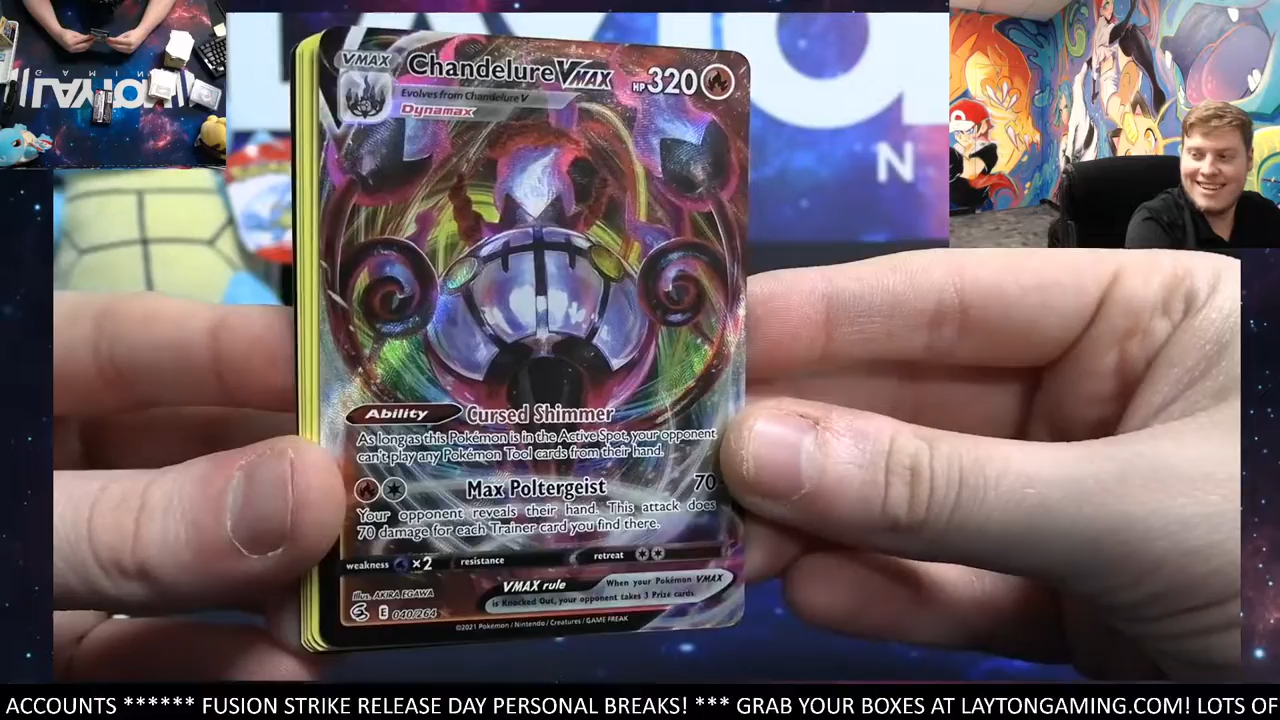 VMAX
Chandelure VMAX
HP 320
Evolves from Chandelure V
Dynamax
N
Ability Cursed Shimmer
As long as this Pokémon is in the Active Spot, your opponent
can't play any Pokémon Tool cards from their hand.
Max Poltergeist 70
Your opponent reveals their hand. This attack does
70 damage for each Trainer card you find there.
weakness ×2 resistance retreat
VMAX rule When your Pokémon VMAX
is Knocked Out, your opponent takes 3 Prize cards.
Illus. AKIRA EGAWA
E 040/264
©2021 Pokémon / Nintendo / Creatures / GAME FREAK
ACCOUNTS ****** FUSION STRIKE RELEASE DAY PERSONAL BREAKS! *** GRAB YOUR BOXES AT LAYTONGAMING.COM! LOTS OF